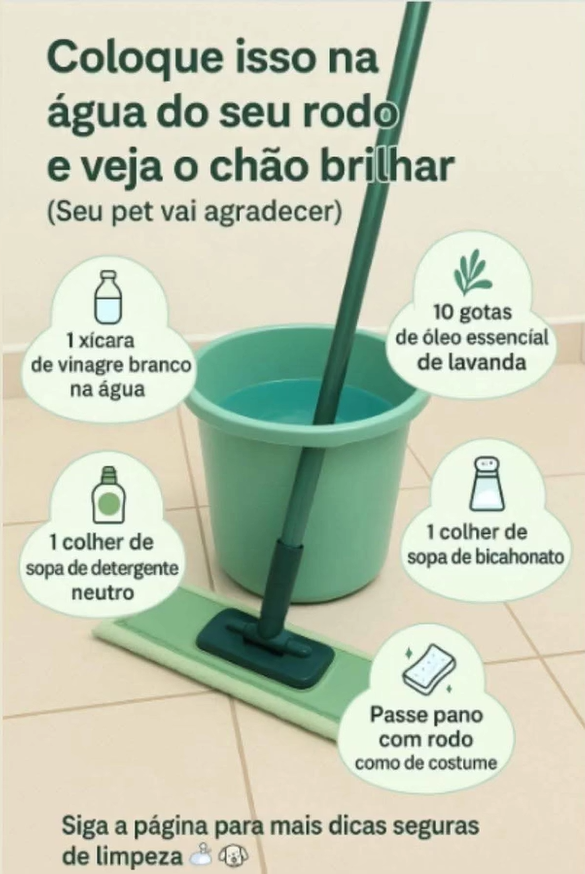 Coloque isso na
água do seu rodo
e veja o chão brilhar
(Seu pet vai agradecer)
1 xícara
de vinagre branco
na água
10 gotas
de óleo essencial
de lavanda
1 colher de
sopa de detergente
neutro
1 colher de
sopa de bicahonato
Passe pano
com rodo
como de costume
Siga a página para mais dicas seguras
de limpeza